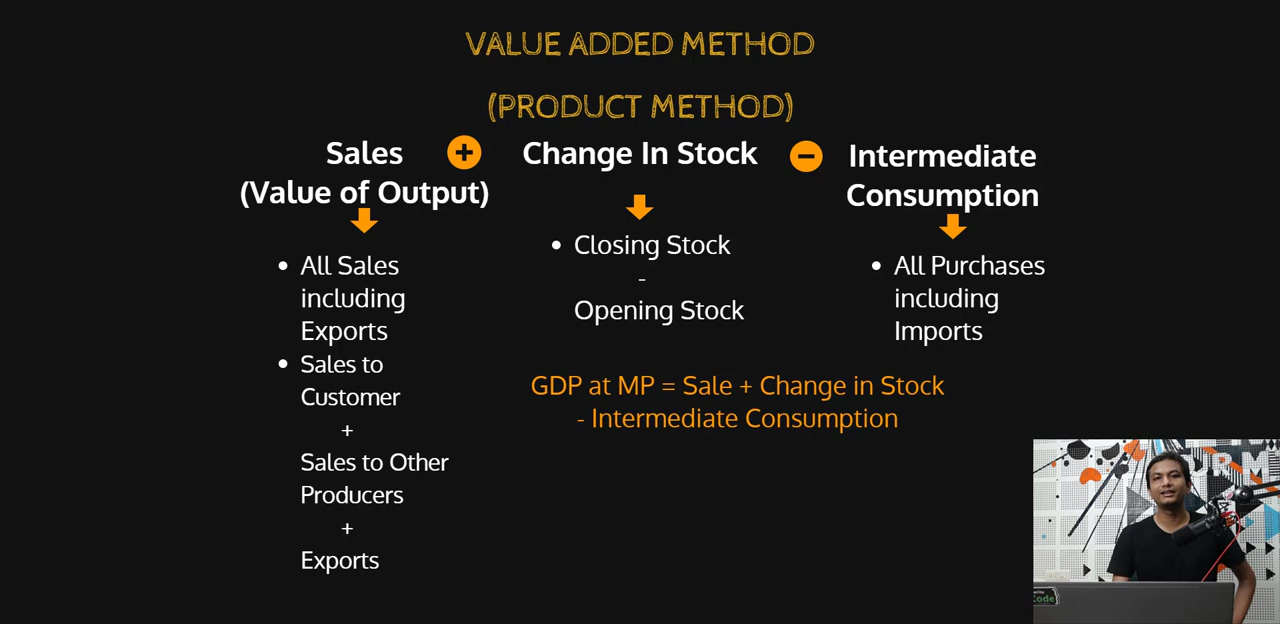 VALUE ADDED METHOD
(PRODUCT METHOD)
Sales
(Value of Output)
+
Change In Stock
-
Intermediate
Consumption
• All Sales
including
Exports
• Sales to
Customer
+
Sales to Other
Producers
+
Exports
• Closing Stock
-
Opening Stock
• All Purchases
including
Imports
GDP at MP = Sale + Change in Stock
- Intermediate Consumption
Code